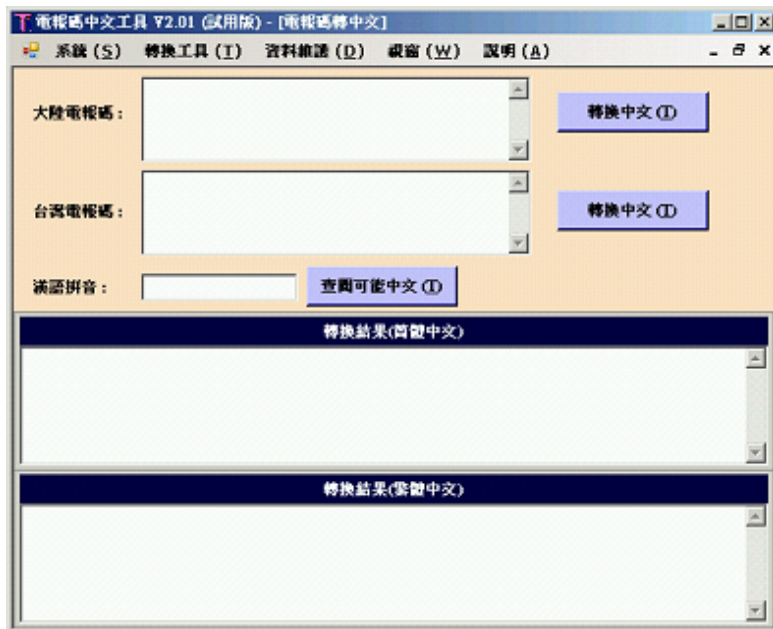 電報碼中文工具 V2.01 (試用版) - [電報碼轉中文]
系統 (S) 轉換工具 (T) 資料維護 (D) 視窗 (W) 說明 (A)
大陸電報碼：
轉換中文 (T)
台灣電報碼：
轉換中文 (T)
漢語拼音：
查閱可能中文 (T)
轉換結果(簡體中文)
轉換結果(繁體中文)